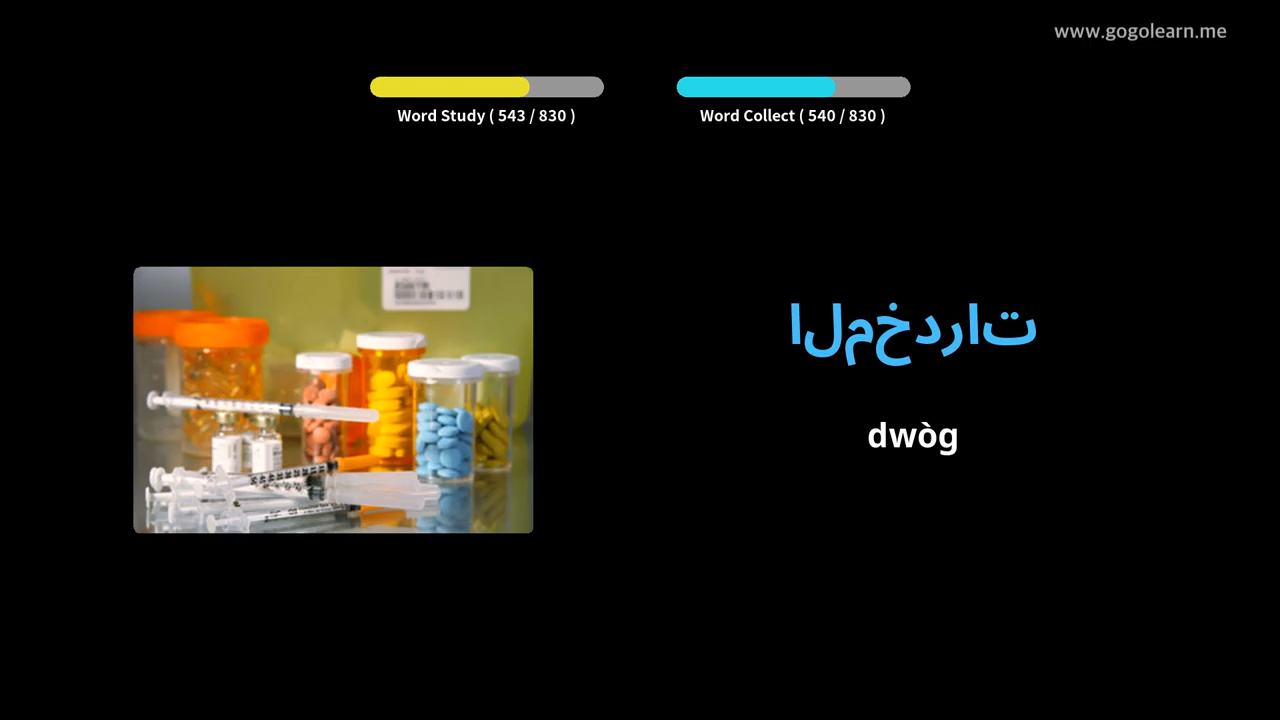 www.gogolearn.me
Word Study ( 543 / 830 )
Word Collect ( 540 / 830 )
المخدرات
dwòg